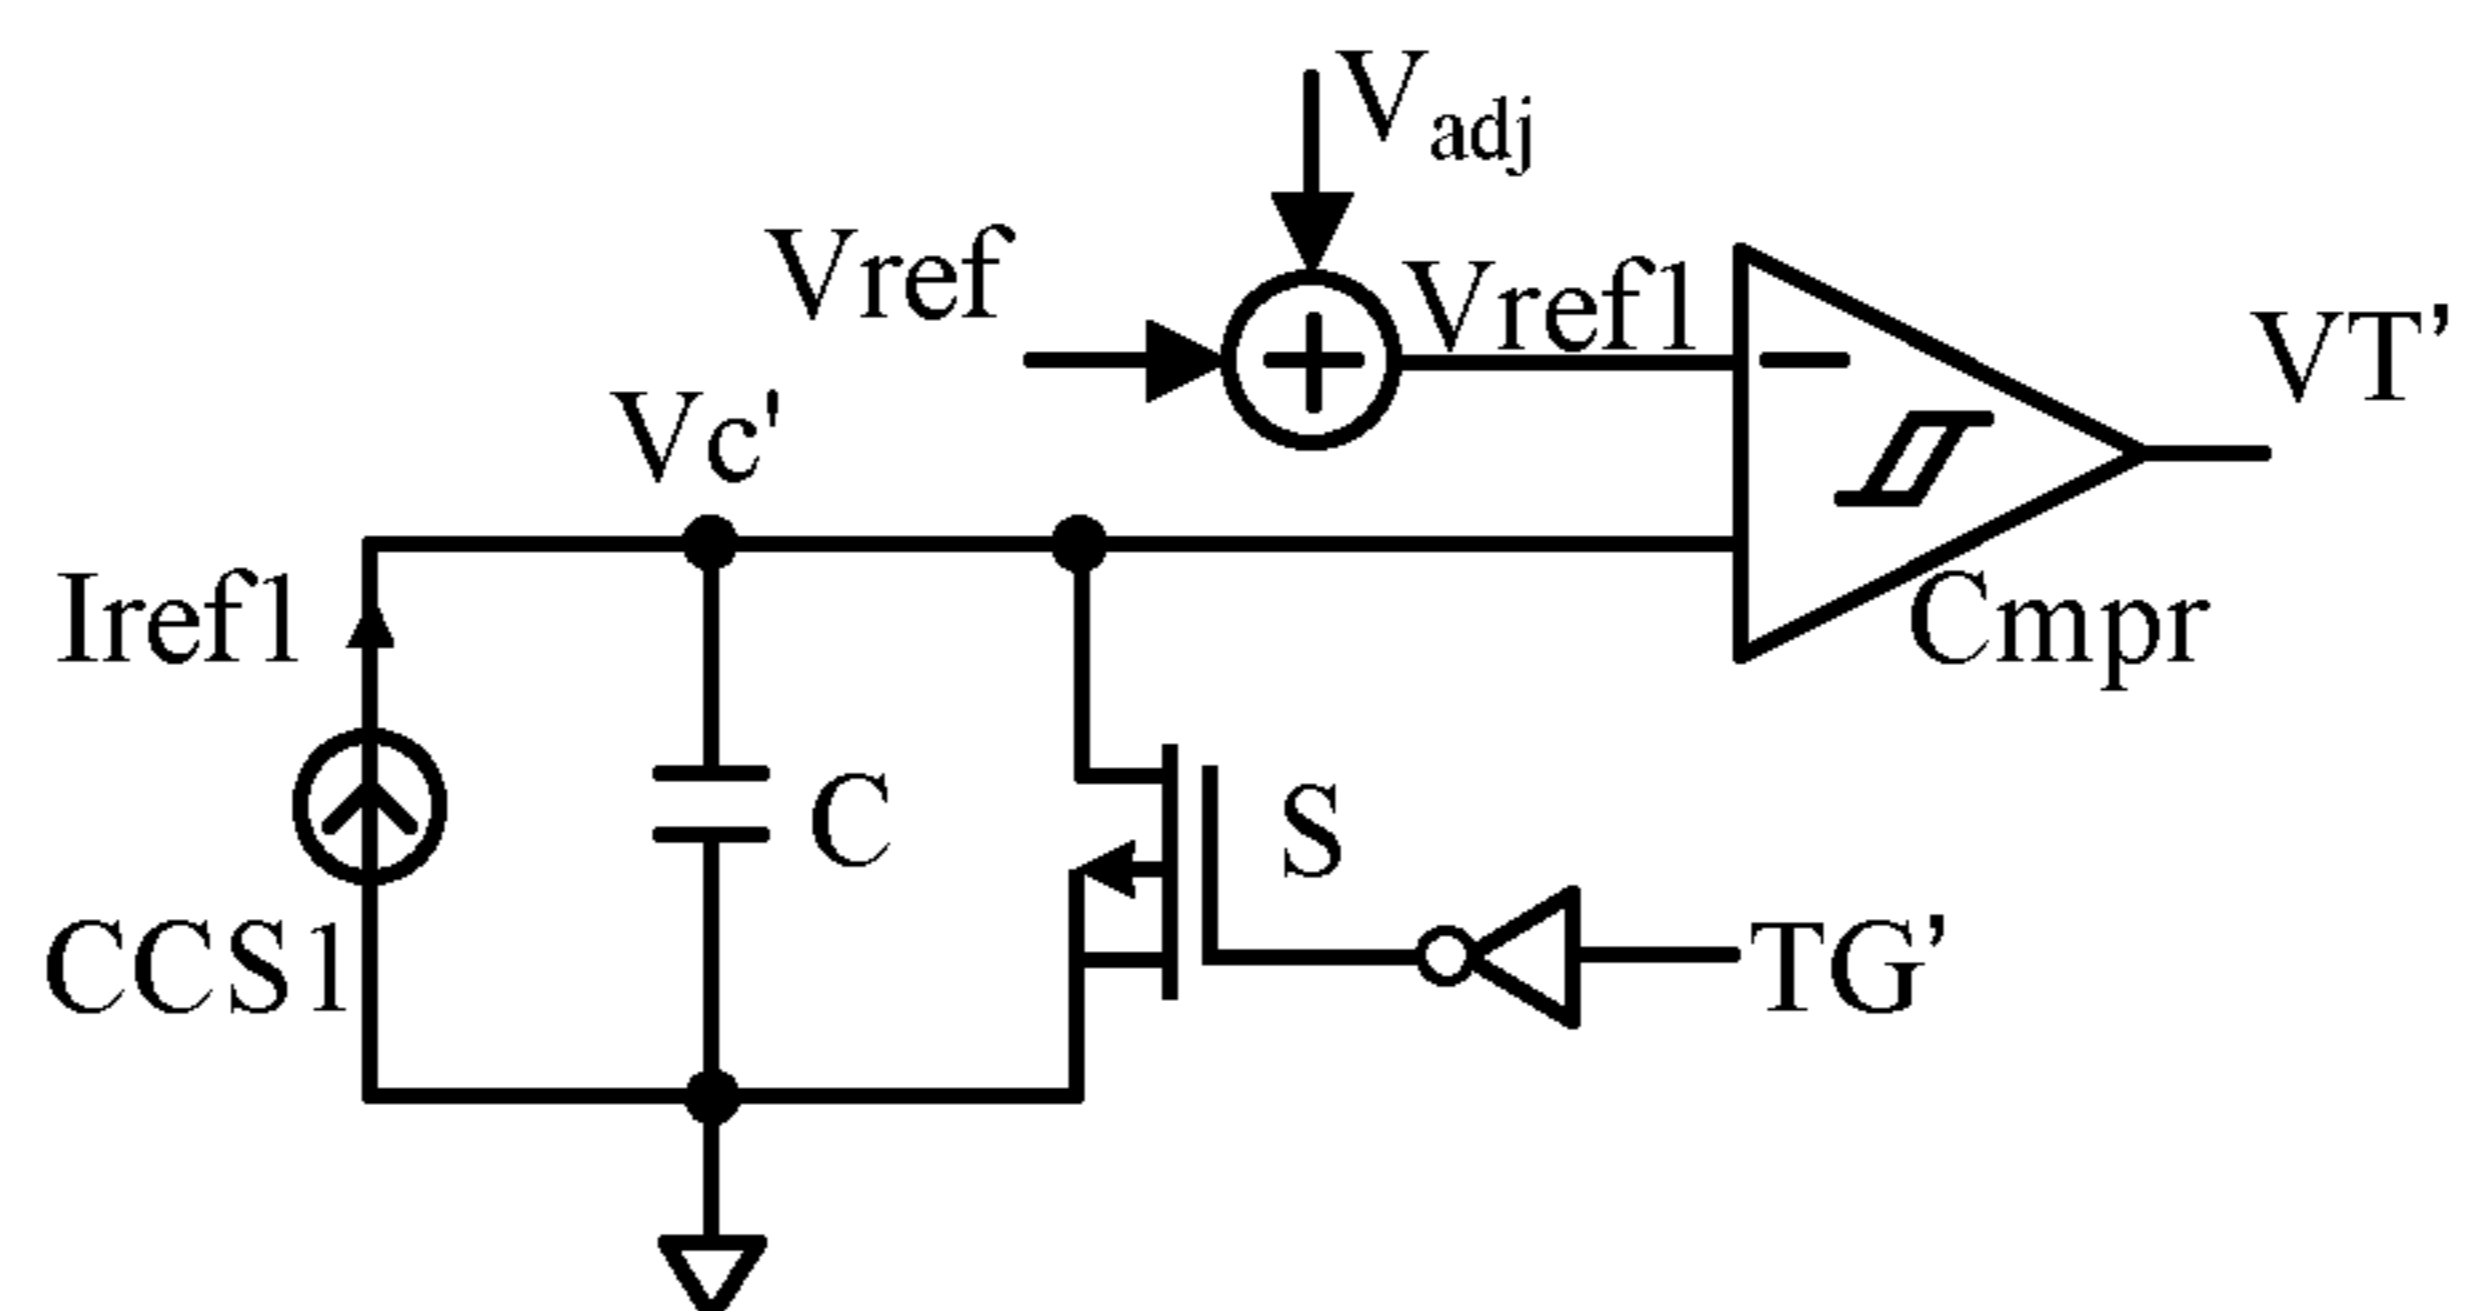 Vadj
Vref
Vref1
VT’
Vc'
Iref1
Cmpr
C
S
CCS1
TG’